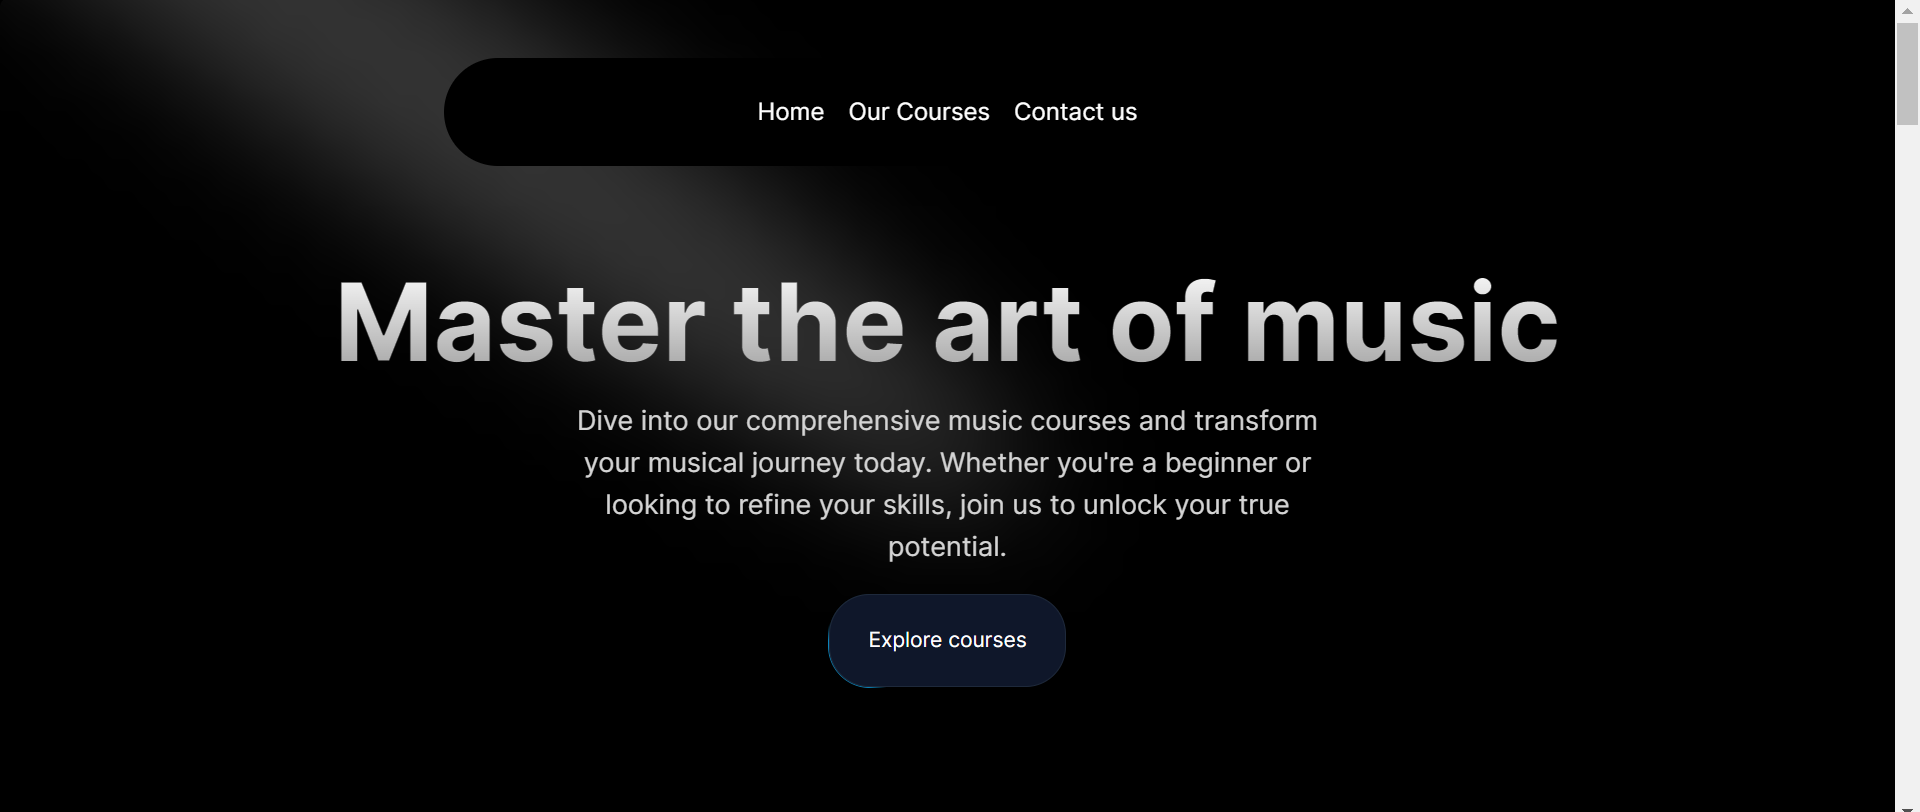 Home Our Courses Contact us
Master the art of music
Dive into our comprehensive music courses and transform
your musical journey today. Whether you're a beginner or
looking to refine your skills, join us to unlock your true
potential.
Explore courses